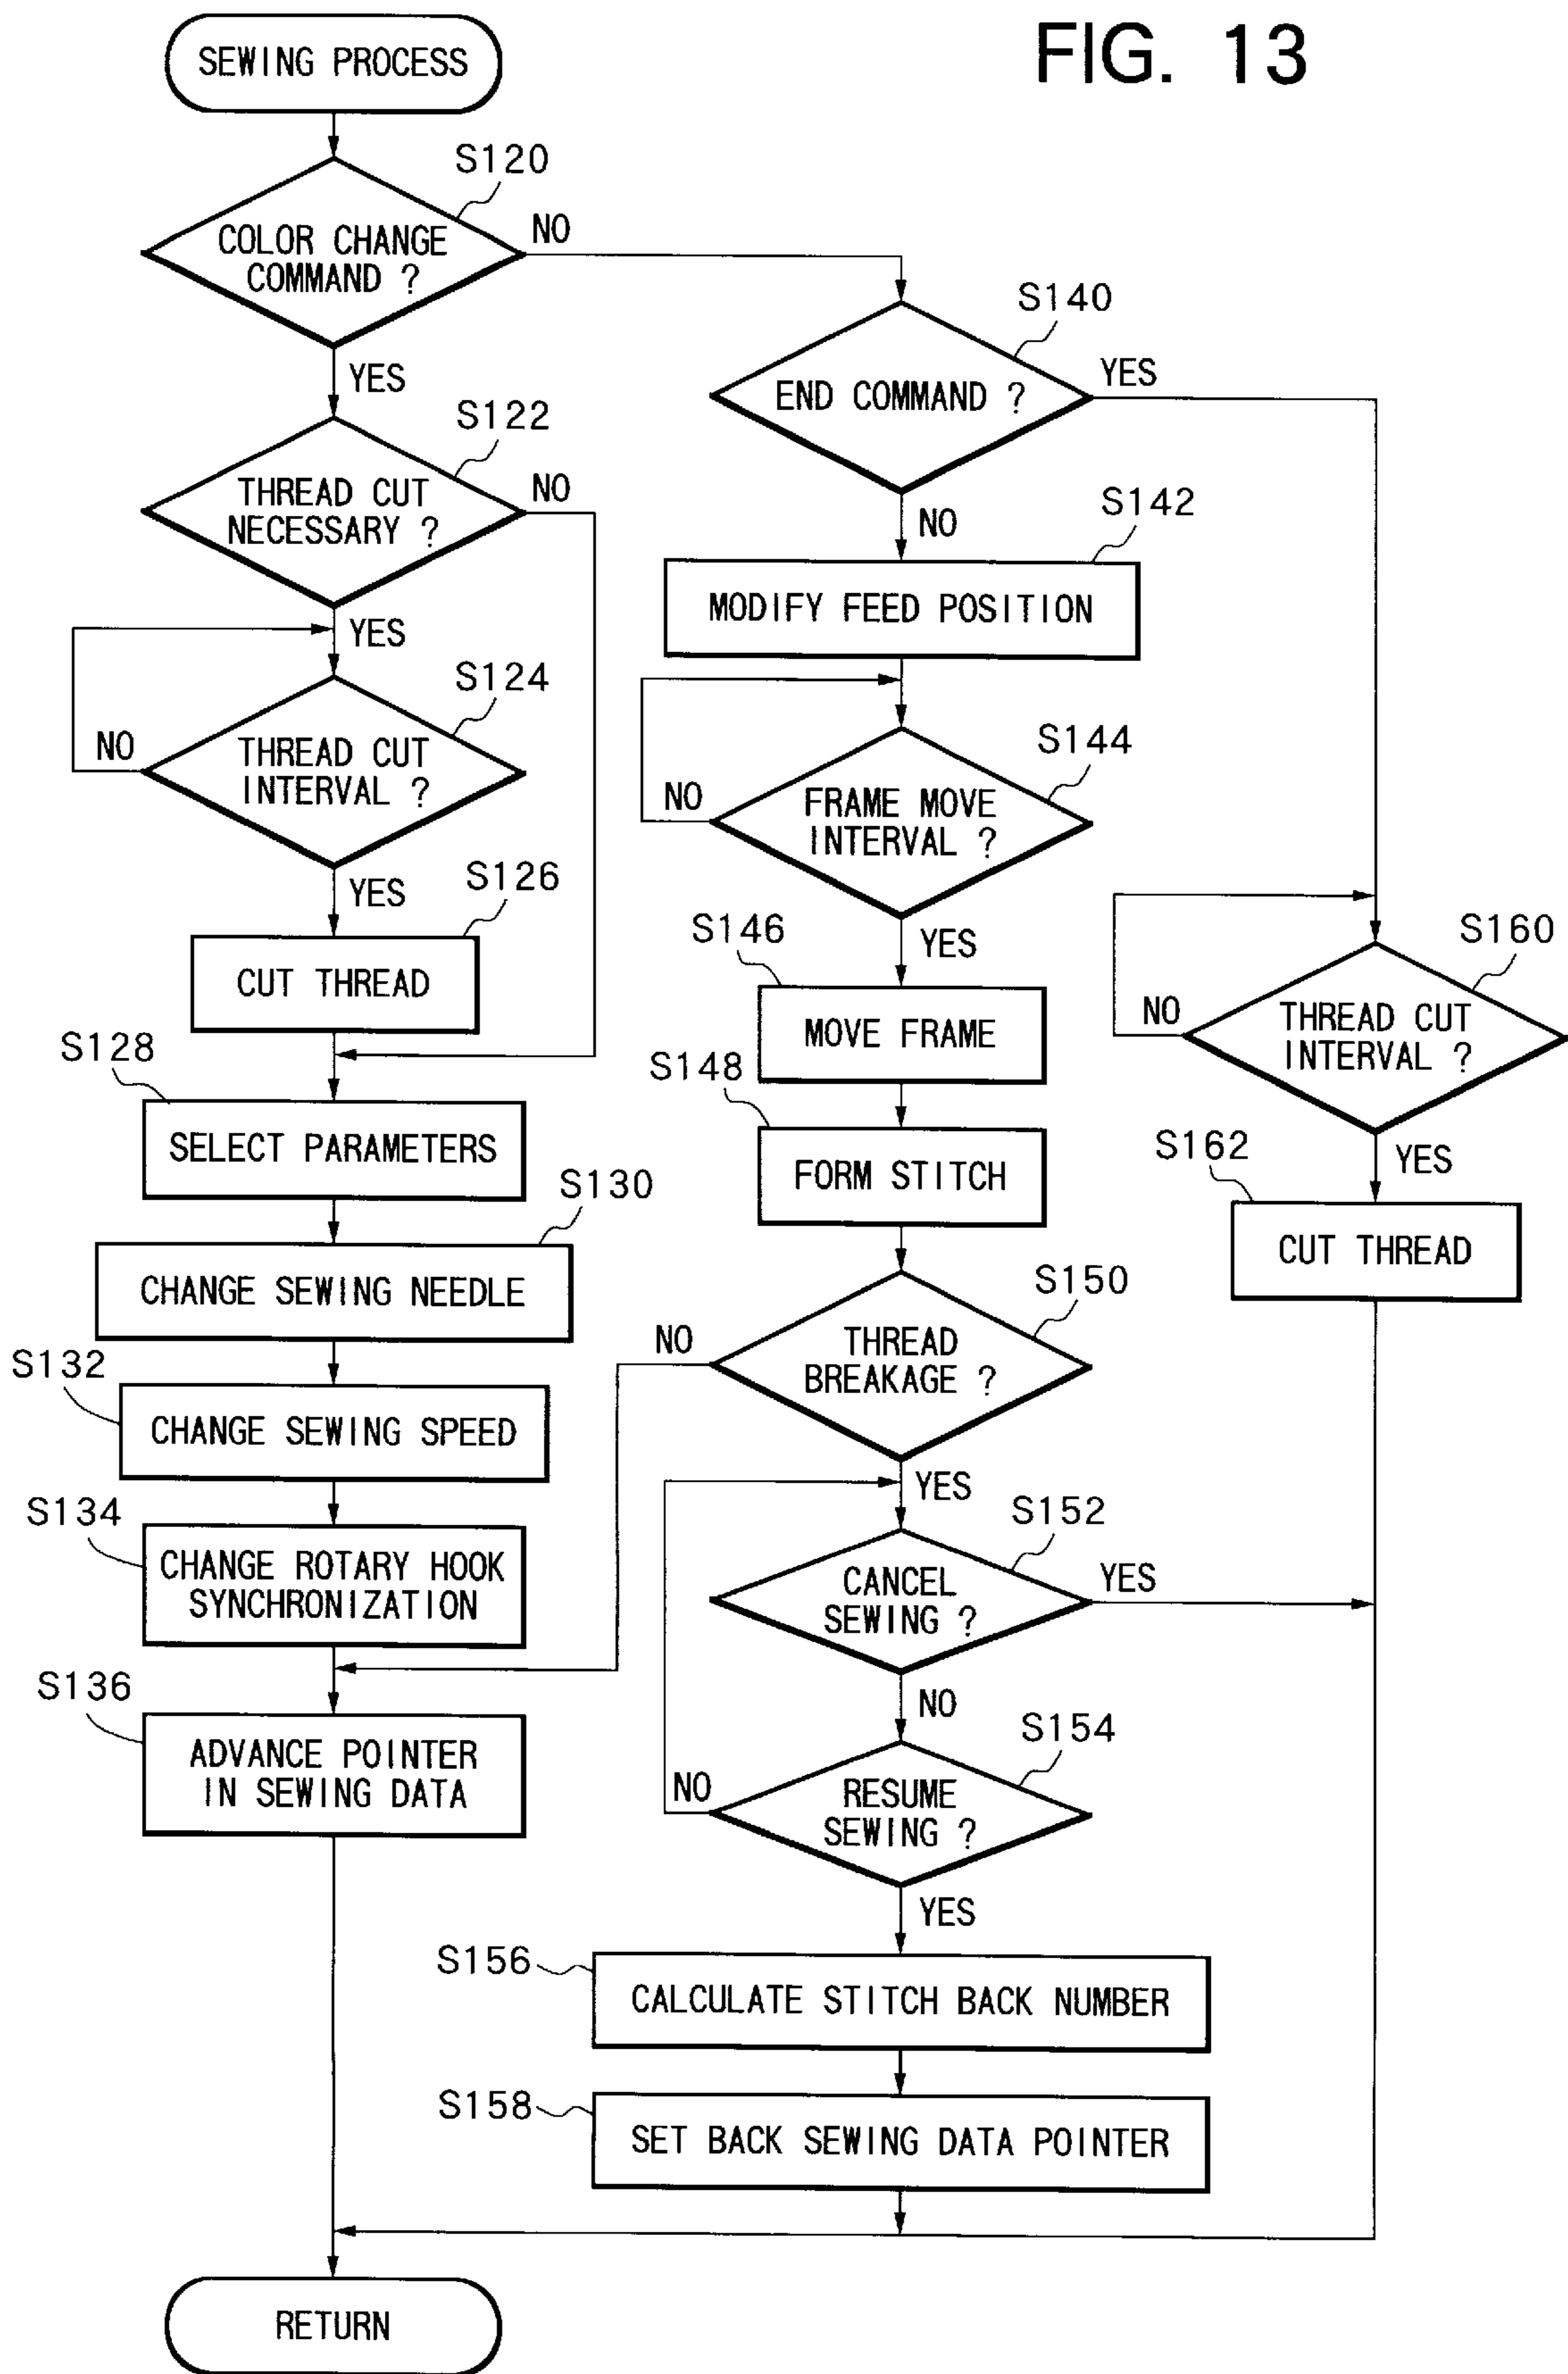 FIG. 13
SEWING PROCESS
S120
COLOR CHANGE
COMMAND ?
NO
YES
S122
THREAD CUT
NECESSARY ?
NO
YES
S124
THREAD CUT
INTERVAL ?
NO
YES
S126
CUT THREAD
S128
SELECT PARAMETERS
S130
CHANGE SEWING NEEDLE
S132
CHANGE SEWING SPEED
S134
CHANGE ROTARY HOOK
SYNCHRONIZATION
S136
ADVANCE POINTER
IN SEWING DATA
S140
END COMMAND ?
YES
NO
S142
MODIFY FEED POSITION
S144
FRAME MOVE
INTERVAL ?
NO
YES
S146
MOVE FRAME
S148
FORM STITCH
S150
THREAD
BREAKAGE ?
NO
YES
S152
CANCEL
SEWING ?
YES
NO
S154
RESUME
SEWING ?
NO
YES
S156
CALCULATE STITCH BACK NUMBER
S158
SET BACK SEWING DATA POINTER
S160
THREAD CUT
INTERVAL ?
NO
YES
S162
CUT THREAD
RETURN